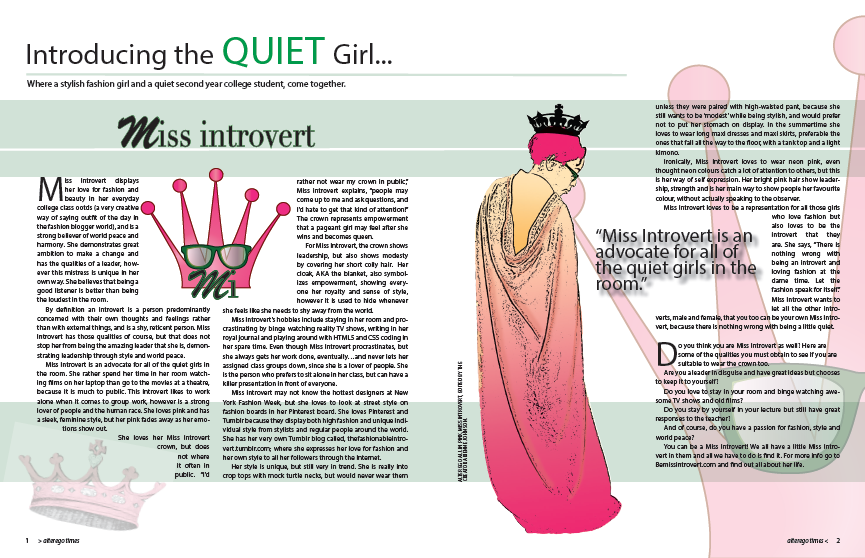 Introducing the QUIET Girl...
Where a stylish fashion girl and a quiet second year college student, come together.
Miss introvert
Miss Introvert displays
her love for fashion and
beauty in her everyday
college class ootds (a very creative
way of saying outfit of the day in
the fashion blogger world), and is a
strong believer of world peace and
harmony. She demonstrates great
ambition to make a change and
has the qualities of a leader, how-
ever this mistress is unique in her
own way. She believes that being a
good listener is better than being
the loudest in the room.
By definition an introvert is a person predominantly
concerned with their own thoughts and feelings rather
than with external things, and is a shy, reticent person. Miss
Introvert has those qualities of course, but that does not
stop her from being the amazing leader that she is, demon-
strating leadership through style and world peace.
Miss Introvert is an advocate for all of the quiet girls in
the room. She rather spend her time in her room watch-
ing films on her laptop than go to the movies at a theatre,
because it is much to public. This introvert likes to work
alone when it comes to group work, however is a strong
lover of people and the human race. She loves pink and has
a sleek, feminine style, but her pink fades away as her emo-
tions show out.
She loves her Miss Introvert
crown, but does
not where
it often in
public. "I'd
Mi
rather not wear my crown in public,"
Miss Introvert explains, "people may
come up to me and ask questions, and
I'd hate to get that kind of attention!"
The crown represents empowerment
that a pageant girl may feel after she
wins and becomes queen.
For Miss Introvert, the crown shows
leadership, but also shows modesty
by covering her short coily hair. Her
cloak, AKA the blanket, also symbol-
izes empowerment, showing every-
one her royalty and sense of style,
however it is used to hide whenever
she feels like she needs to shy away from the world.
Miss Introvert's hobbies include staying in her room and pro-
crastinating by binge watching reality TV shows, writing in her
royal journal and playing around with HTML5 and CSS coding in
her spare time. Even though Miss Introvert procrastinates, but
she always gets her work done, eventually...and never lets her
assigned class groups down, since she is a lover of people. She
is the person who prefers to sit alone in her class, but can have a
killer presentation in front of everyone.
Miss Introvert may not know the hottest designers at New
York Fashion Week, but she loves to look at street style on
fashion boards in her Pinterest board. She loves Pinterest and
Tumblr because they display both high fashion and unique indi-
vidual style from stylists and regular people around the world.
She has her very own Tumblr blog called, thefashionableintro-
vert.tumblr.com; where she expresses her love for fashion and
her own style to all her followers through the Internet.
Her style is unique, but still very in trend. She is really into
crop tops with mock turtle necks, but would never wear them
unless they were paired with high-waisted pant, because she
still wants to be 'modest' while being stylish, and would prefer
not to put her stomach on display. In the summertime she
loves to wear long maxi dresses and maxi skirts, preferable the
ones that fall all the way to the floor, with a tank top and a light
kimono.
Ironically, Miss Introvert loves to wear neon pink, even
thought neon colours catch a lot of attention to others, but this
is her way of self expression. Her bright pink hair show leader-
ship, strength and is her main way to show people her favourite
colour, without actually speaking to the observer.
Miss Introvert loves to be a representation for all those girls
who love fashion but
also loves to be the
introvert that they
are. She says, "There is
nothing wrong with
being an introvert and
loving fashion at the
dame time. Let the
fashion speak for itself."
Miss Introvert wants to
let all the other intro-
verts, male and female, that you too can be your own Miss Intro-
vert, because there is nothing wrong with being a little quiet.
"Miss Introvert is an
advocate for all of
the quiet girls in the
room."
Do you think you are Miss Introvert as well? Here are
some of the qualities you must obtain to see if you are
suitable to wear the crown too.
Are you a leader in disguise and have great ideas but chooses
to keep it to yourself?
Do you love to stay in your room and binge watching awe-
some TV shows and old films?
Do you stay by yourself in your lecture but still have great
responses to the teacher?
And of course, do you have a passion for fashion, style and
world peace?
You can be a Miss Introvert! We all have a little Miss Intro-
vert in them and all we have to do is find it. For more info go to
Bemissintrovert.com and find out all about her life.
1 > alteregotimes
alteregotimes < 2